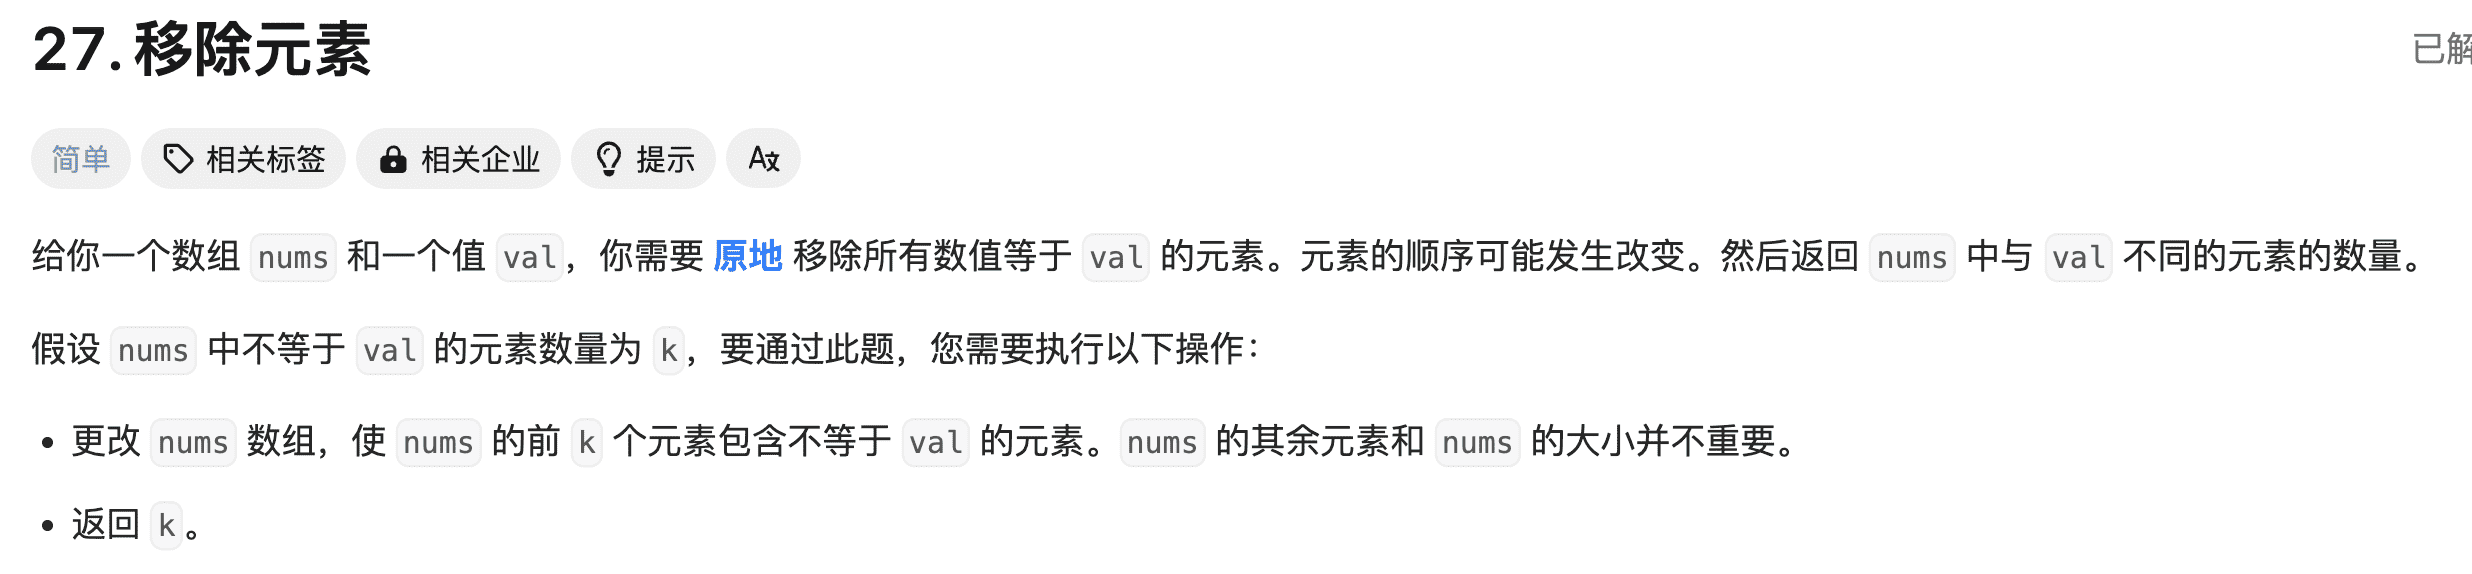 27. 移除元素
已解
简单 相关标签 相关企业 提示
给你一个数组 nums 和一个值 val，你需要 原地 移除所有数值等于 val 的元素。元素的顺序可能发生改变。然后返回 nums 中与 val 不同的元素的数量。
假设 nums 中不等于 val 的元素数量为 k，要通过此题，您需要执行以下操作：
• 更改 nums 数组，使 nums 的前 k 个元素包含不等于 val 的元素。nums 的其余元素和 nums 的大小并不重要。
• 返回 k。